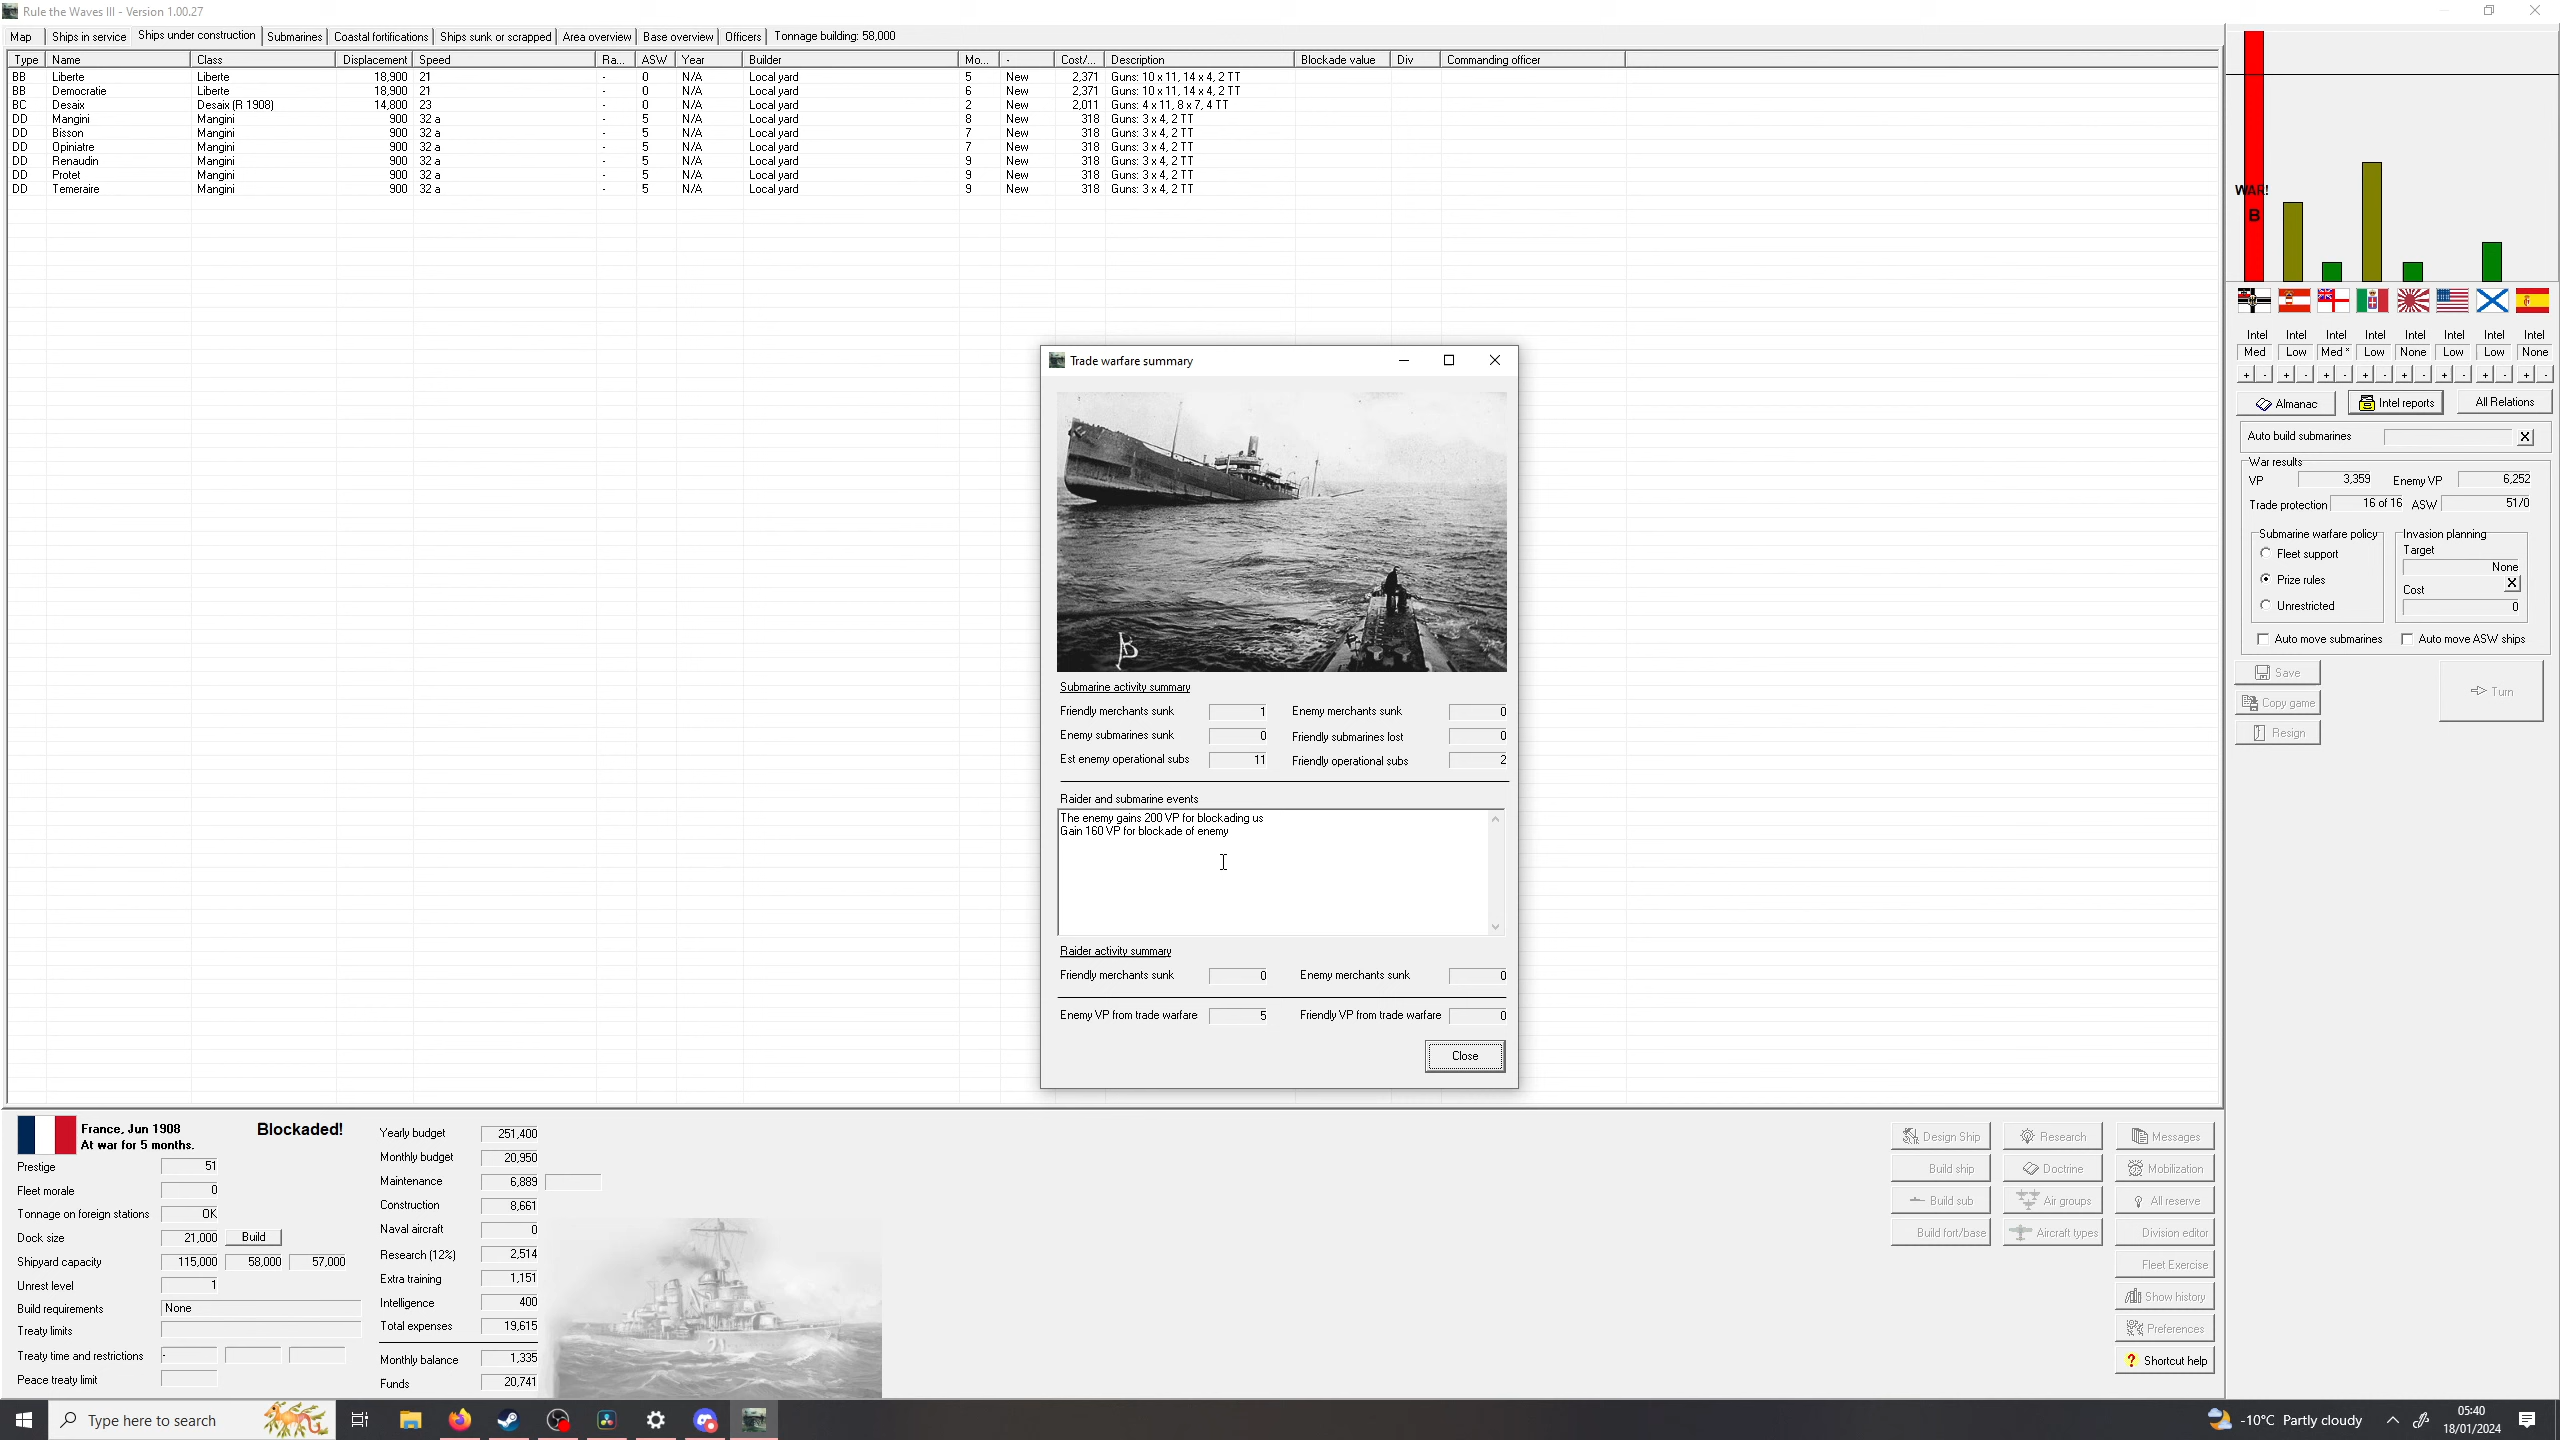 Rule the Waves III - Version 1.00.27
Map Ships in service Ships under construction Submarines Coastal fortifications Ships sunk or scrapped Area overview Base overview Officers Tonnage building: 58,000
Type Name Class Displacement Speed Ra... ASW Year Builder Mo... - Cost/... Description Blockade value Div Commanding officer
BB Liberte Liberte 18,900 21 - 0 N/A Local yard 5 New 2,371 Guns: 10 x 11, 14 x 4, 2 TT
BB Democratie Liberte 18,900 21 - 0 N/A Local yard 6 New 2,371 Guns: 10 x 11, 14 x 4, 2 TT
BC Desaix Desaix (R 1908) 14,800 23 - 0 N/A Local yard 2 New 2,011 Guns: 4 x 11, 8 x 7, 4 TT
DD Mangini Mangini 900 32 a - 5 N/A Local yard 8 New 318 Guns: 3 x 4, 2 TT
DD Bisson Mangini 900 32 a - 5 N/A Local yard 7 New 318 Guns: 3 x 4, 2 TT
DD Opiniatre Mangini 900 32 a - 5 N/A Local yard 7 New 318 Guns: 3 x 4, 2 TT
DD Renaudin Mangini 900 32 a - 5 N/A Local yard 9 New 318 Guns: 3 x 4, 2 TT
DD Protet Mangini 900 32 a - 5 N/A Local yard 9 New 318 Guns: 3 x 4, 2 TT
DD Temeraire Mangini 900 32 a - 5 N/A Local yard 9 New 318 Guns: 3 x 4, 2 TT
Trade warfare summary
Submarine activity summary
Friendly merchants sunk 1 Enemy merchants sunk 0
Enemy submarines sunk 0 Friendly submarines lost 0
Est enemy operational subs 11 Friendly operational subs 2
Raider and submarine events
The enemy gains 200 VP for blockading us
Gain 160 VP for blockade of enemy
Raider activity summary
Friendly merchants sunk 0 Enemy merchants sunk 0
Enemy VP from trade warfare 5 Friendly VP from trade warfare 0
Close
WAR!
B
Intel Intel Intel Intel Intel Intel Intel Intel
Med Low Med * Low None Low Low None
+ - + - + - + - + - + - + - + -
Almanac Intel reports All Relations
Auto build submarines X
War results
VP 3,359 Enemy VP 6,252
Trade protection 16 of 16 ASW 51/0
Submarine warfare policy Invasion planning
Fleet support Target
None
Prize rules X
Cost
Unrestricted 0
Auto move submarines Auto move ASW ships
Save Turn
Copy game
Resign
France, Jun 1908 Blockaded!
At war for 5 months.
Prestige 51
Fleet morale 0
Tonnage on foreign stations OK
Dock size 21,000 Build
Shipyard capacity 115,000 58,000 57,000
Unrest level 1
Build requirements None
Treaty limits
Treaty time and restrictions -
Peace treaty limit
Yearly budget 251,400
Monthly budget 20,950
Maintenance 6,889
Construction 8,661
Naval aircraft 0
Research (12%) 2,514
Extra training 1,151
Intelligence 400
Total expenses 19,615
Monthly balance 1,335
Funds 20,741
Design Ship Research Messages
Build ship Doctrine Mobilization
Build sub Air groups All reserve
Build fort/base Aircraft types Division editor
Fleet Exercise
Show history
Preferences
? Shortcut help
Type here to search
-10°C Partly cloudy
05:40
18/01/2024